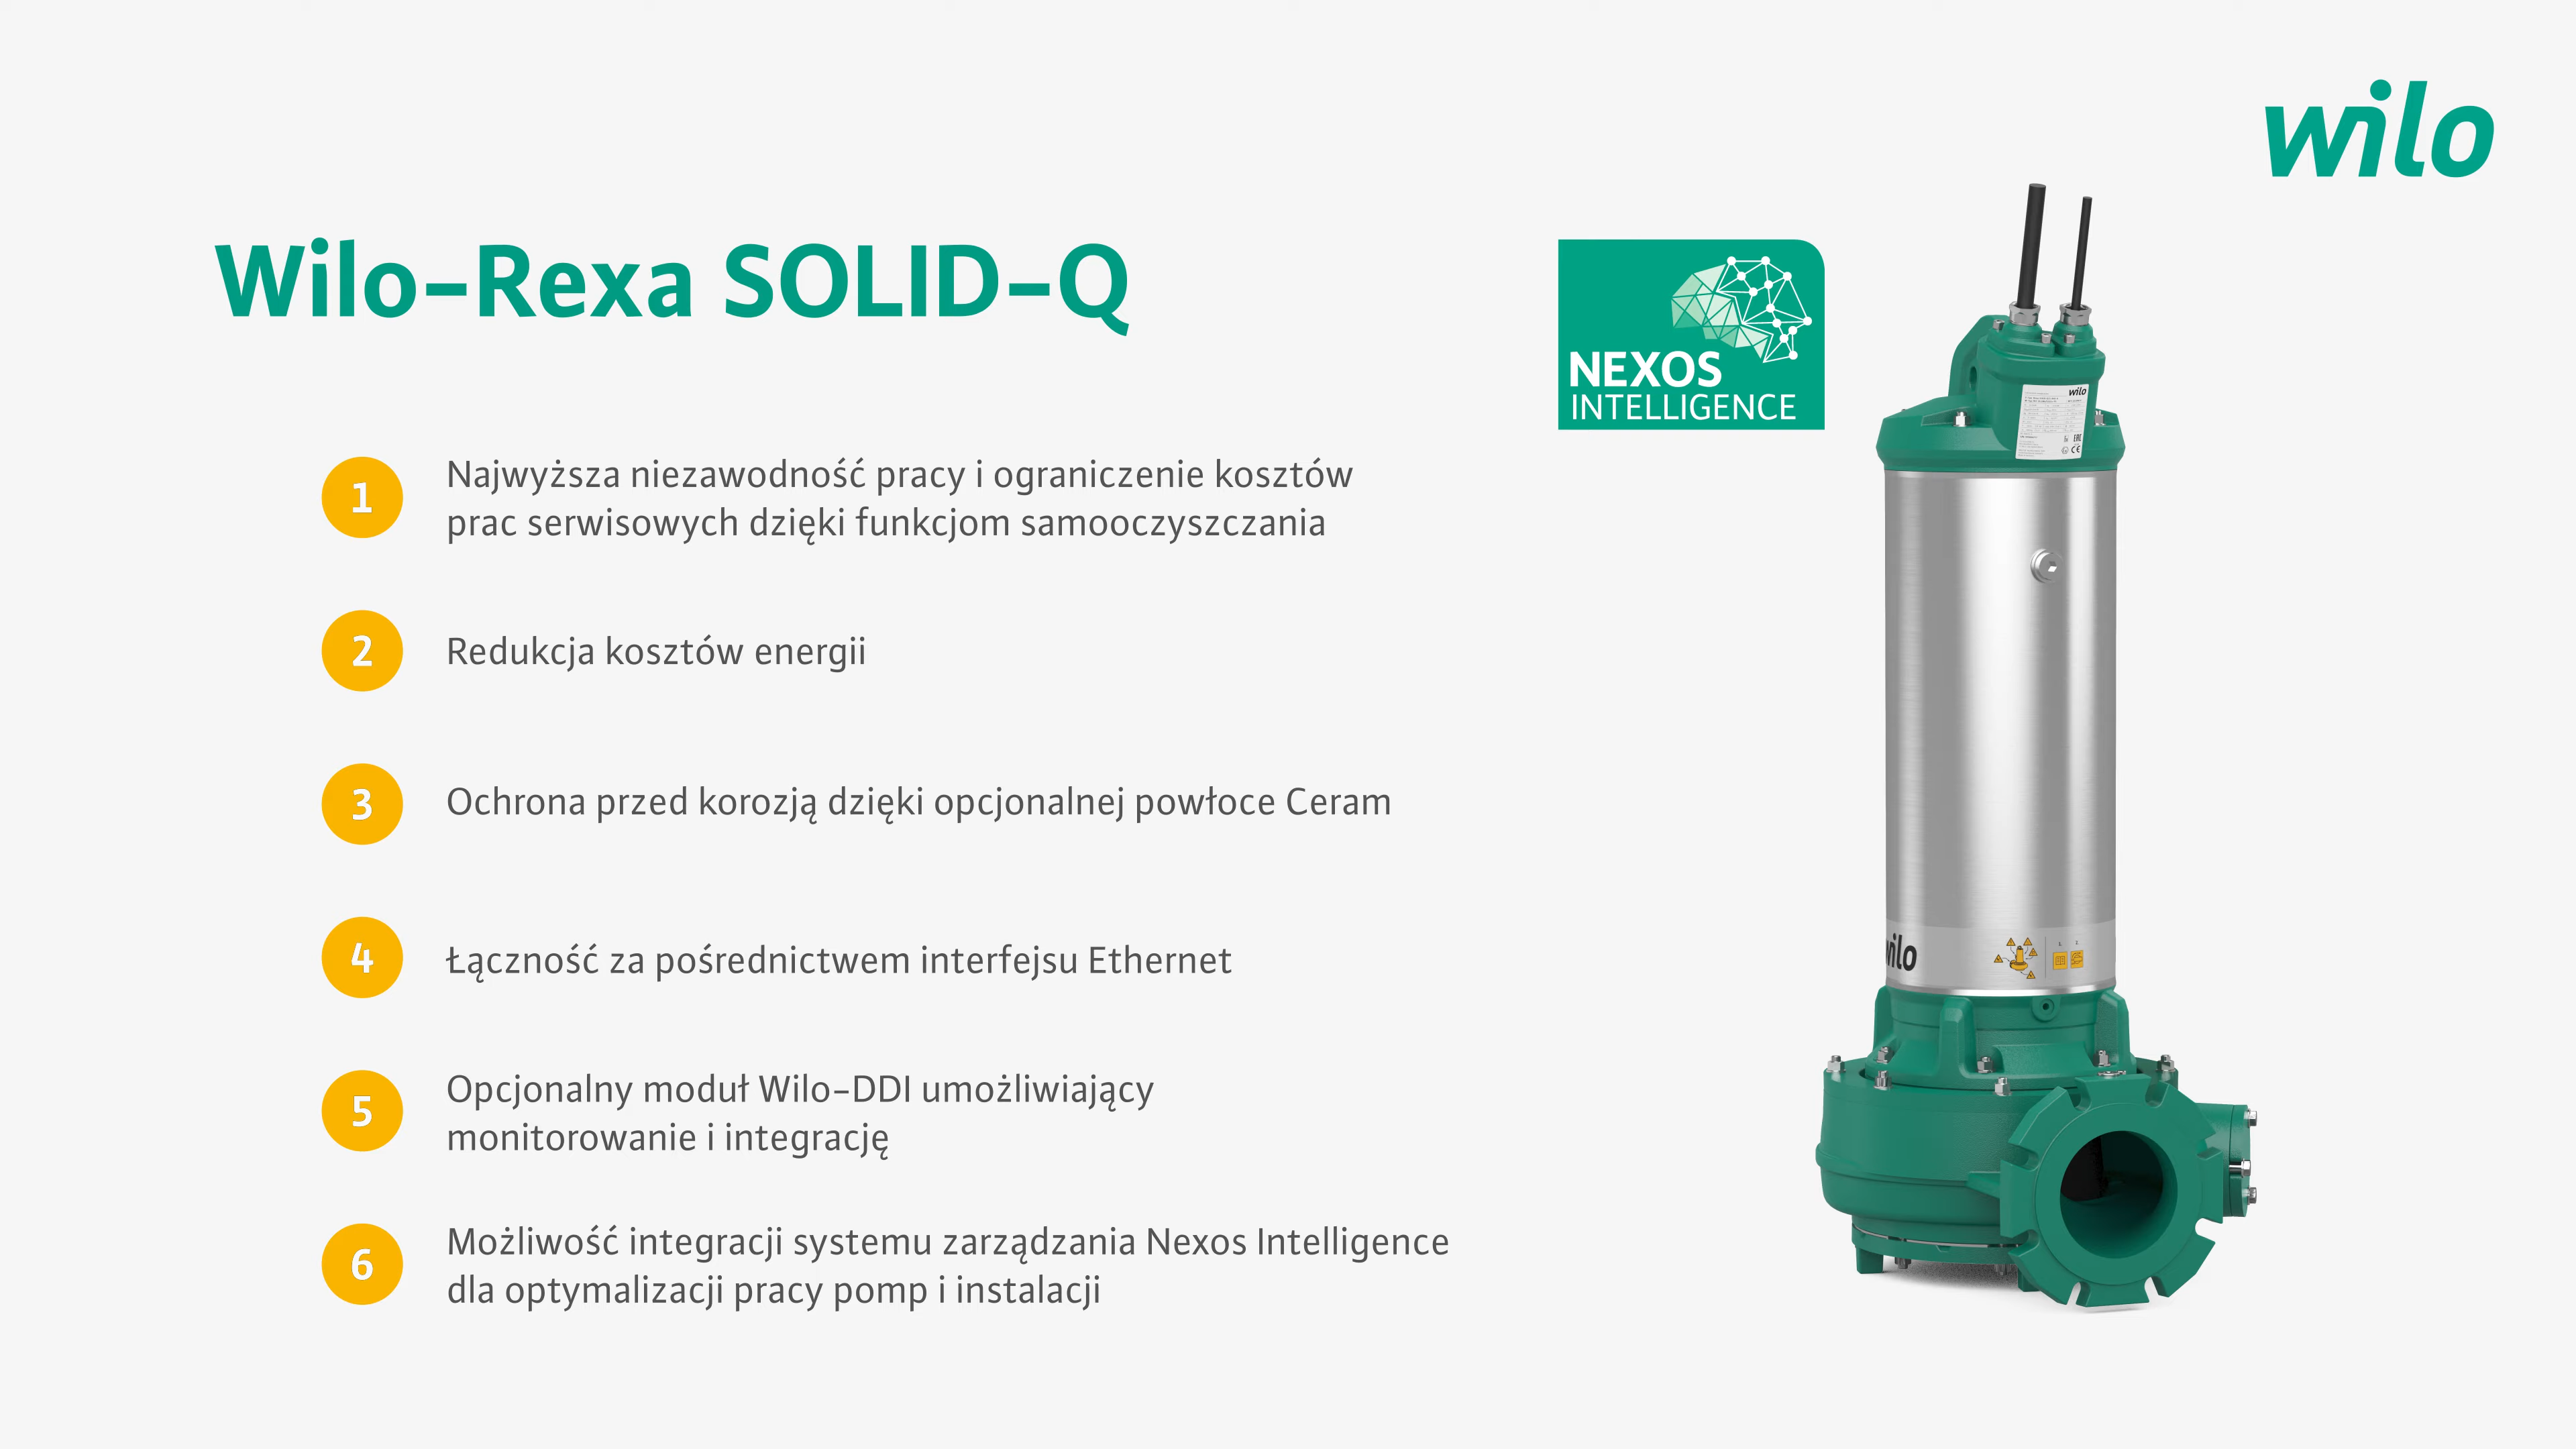 wilo
Wilo-Rexa SOLID-Q
NEXOS
INTELLIGENCE
1
Najwyższa niezawodność pracy i ograniczenie kosztów
prac serwisowych dzięki funkcjom samooczyszczania
2
Redukcja kosztów energii
3
Ochrona przed korozją dzięki opcjonalnej powłoce Ceram
4
Łączność za pośrednictwem interfejsu Ethernet
5
Opcjonalny moduł Wilo-DDI umożliwiający
monitorowanie i integrację
6
Możliwość integracji systemu zarządzania Nexos Intelligence
dla optymalizacji pracy pomp i instalacji
wilo
wilo